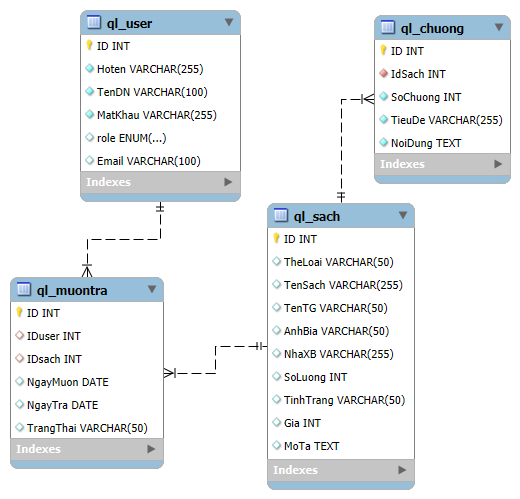 ql_user
ID INT
Hoten VARCHAR(255)
TenDN VARCHAR(100)
MatKhau VARCHAR(255)
role ENUM(...)
Email VARCHAR(100)
Indexes
ql_chuong
ID INT
IdSach INT
SoChuong INT
TieuDe VARCHAR(255)
NoiDung TEXT
Indexes
ql_sach
ID INT
TheLoai VARCHAR(50)
TenSach VARCHAR(255)
TenTG VARCHAR(50)
AnhBia VARCHAR(50)
NhaXB VARCHAR(255)
SoLuong INT
TinhTrang VARCHAR(50)
Gia INT
MoTa TEXT
Indexes
ql_muontra
ID INT
IDuser INT
IDsach INT
NgayMuon DATE
NgayTra DATE
TrangThai VARCHAR(50)
Indexes